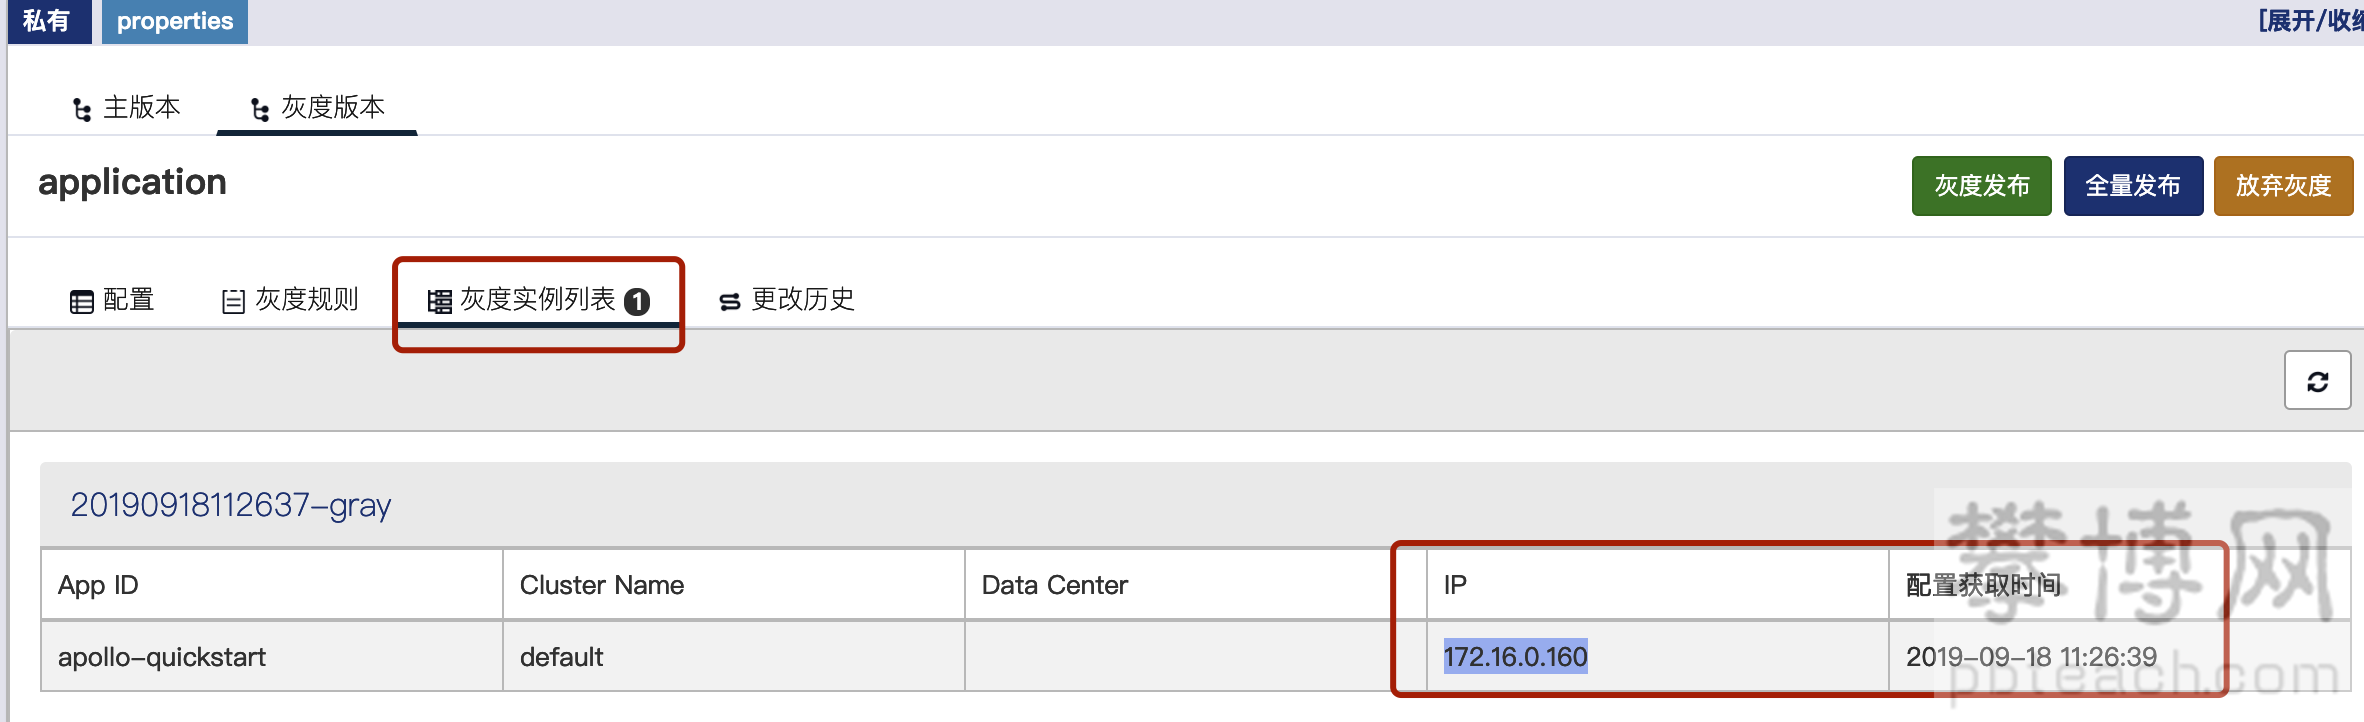 私有 properties [展开/收缩
主版本 灰度版本
application 灰度发布 全量发布 放弃灰度
配置 灰度规则 灰度实例列表 1 更改历史
20190918112637-gray
攀博网
App ID Cluster Name Data Center IP 配置获取时间
apollo-quickstart default 172.16.0.160 2019-09-18 11:26:39
pbteach.com